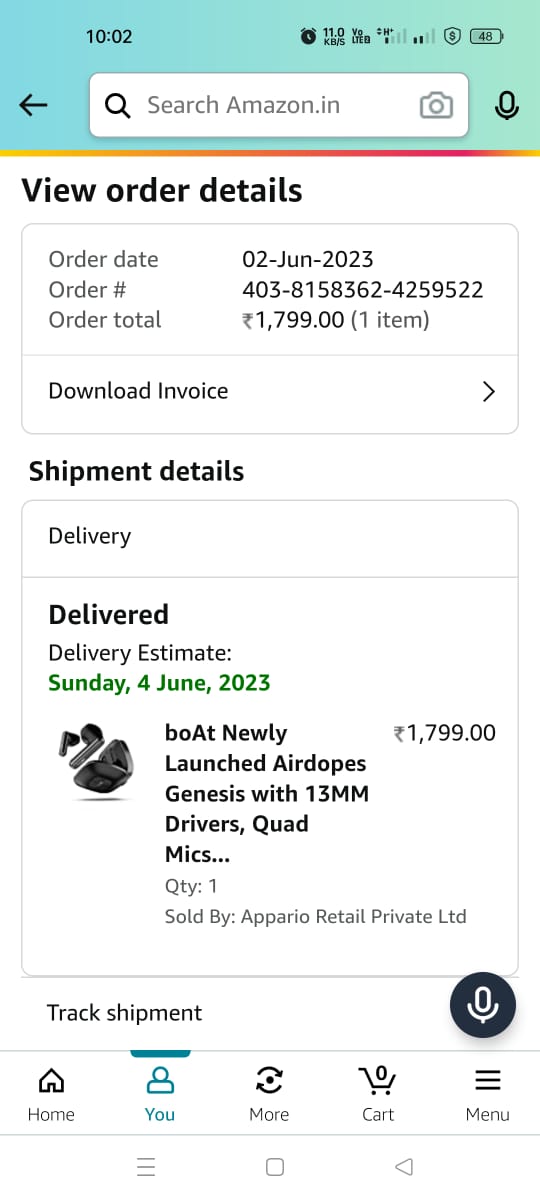 10:02
11.0 KB/S
Vo LTE
H+
48
Search Amazon.in
View order details
Order date 02-Jun-2023
Order # 403-8158362-4259522
Order total ₹1,799.00 (1 item)
Download Invoice
Shipment details
Delivery
Delivered
Delivery Estimate:
Sunday, 4 June, 2023
boAt Newly ₹1,799.00
Launched Airdopes
Genesis with 13MM
Drivers, Quad
Mics...
Qty: 1
Sold By: Appario Retail Private Ltd
Track shipment
0
Home You More Cart Menu